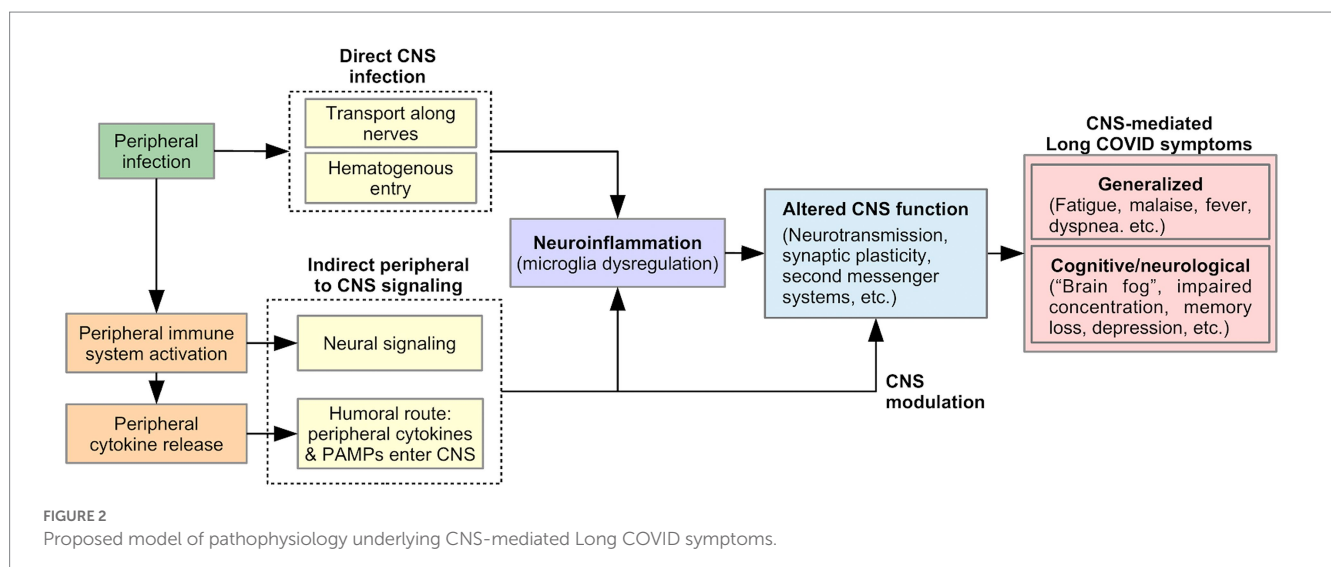 Direct CNS
infection
Transport along
nerves
Hematogenous
entry
Peripheral
infection
Indirect peripheral
to CNS signaling
Peripheral immune
system activation
Neural signaling
Peripheral
cytokine release
Humoral route:
peripheral cytokines
& PAMPs enter CNS
Neuroinflammation
(microglia dysregulation)
Altered CNS function
(Neurotransmission,
synaptic plasticity,
second messenger
systems, etc.)
CNS
modulation
CNS-mediated
Long COVID symptoms
Generalized
(Fatigue, malaise, fever,
dyspnea. etc.)
Cognitive/neurological
(“Brain fog”, impaired
concentration, memory
loss, depression, etc.)
FIGURE 2
Proposed model of pathophysiology underlying CNS-mediated Long COVID symptoms.